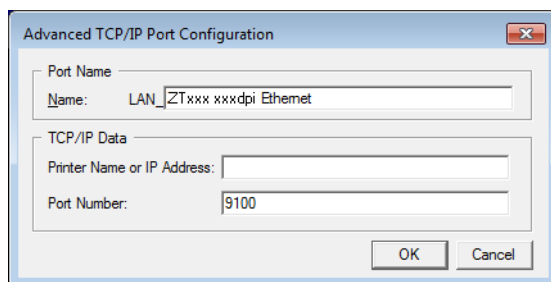 Advanced TCP/IP Port Configuration
Port Name
Name: LAN_ZTxxx xxxdpi Ethernet
TCP/IP Data
Printer Name or IP Address:
Port Number: 9100
OK Cancel